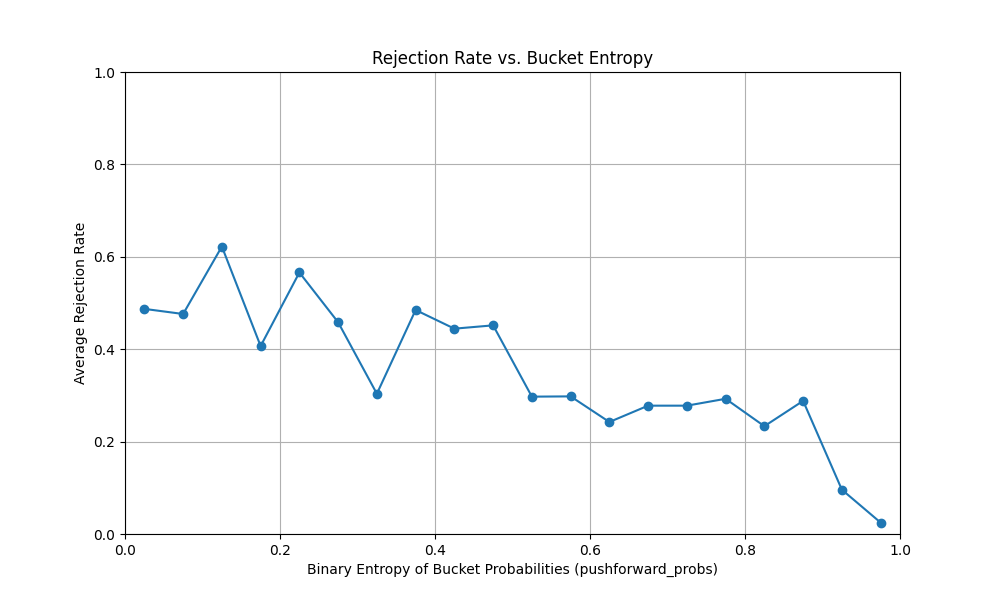 Rejection Rate vs. Bucket Entropy
1.0
0.8
0.6
0.4
0.2
0.0
Average Rejection Rate
0.0 0.2 0.4 0.6 0.8 1.0
Binary Entropy of Bucket Probabilities (pushforward_probs)